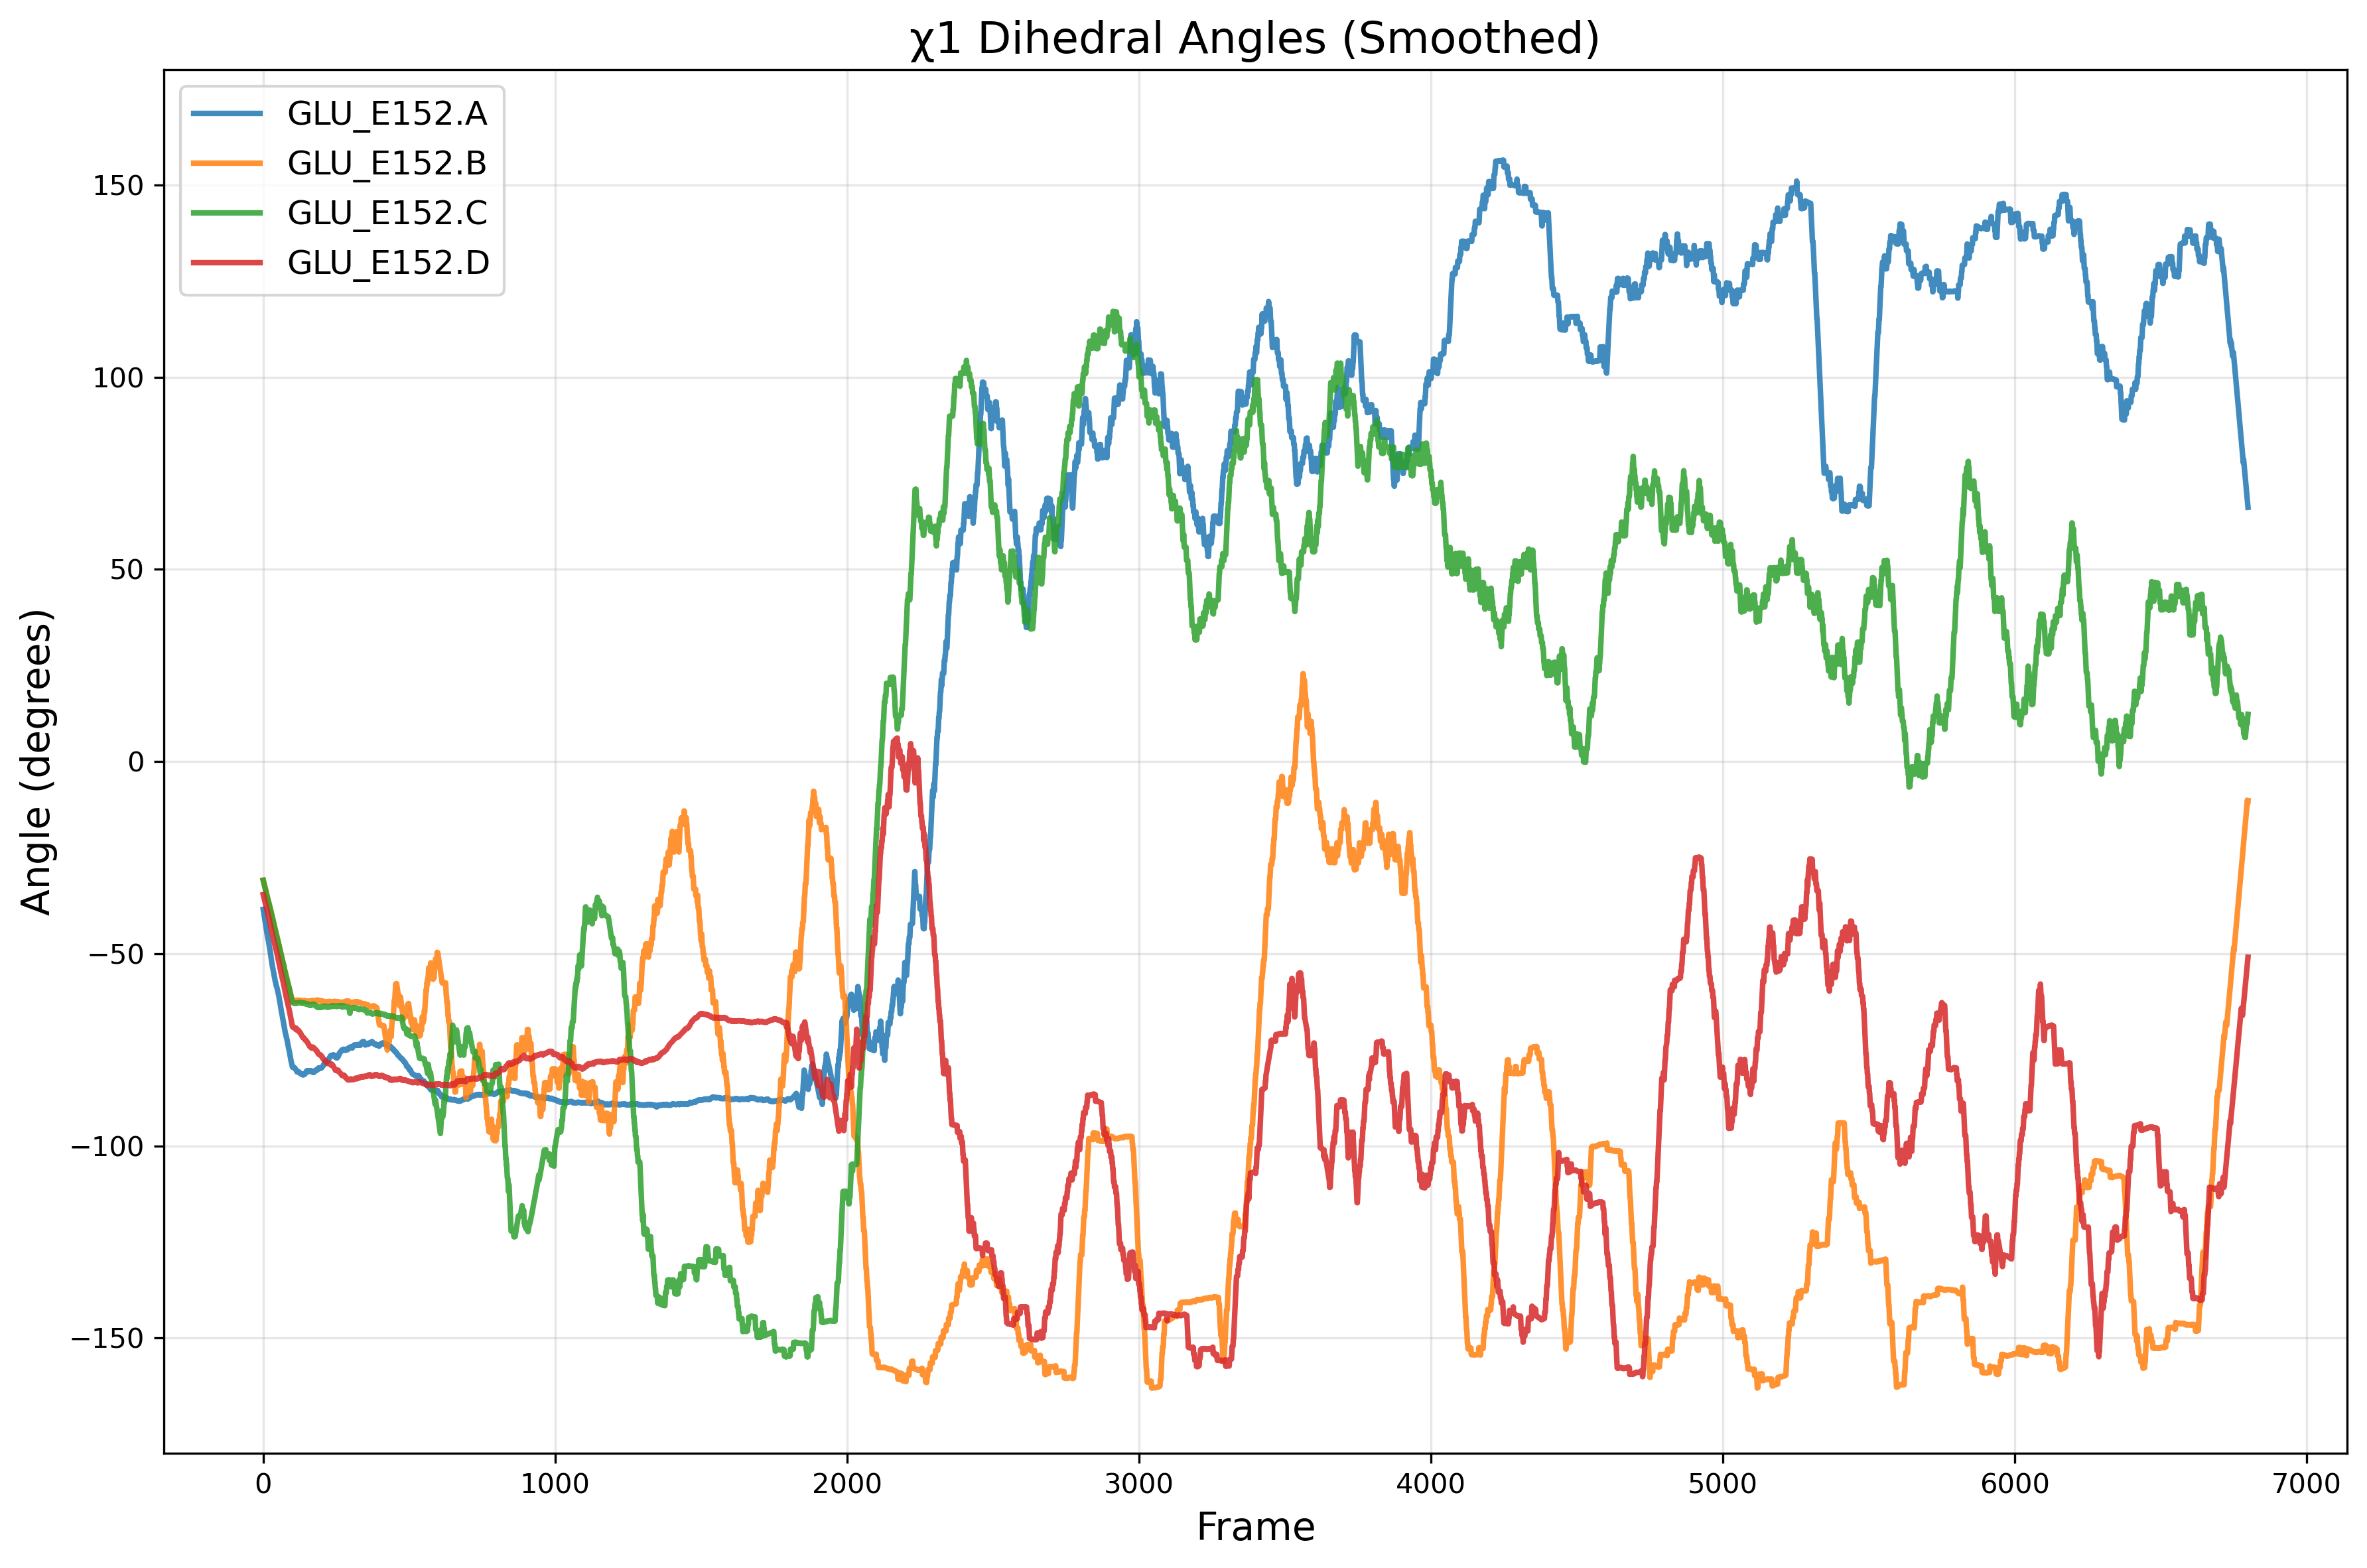 χ1 Dihedral Angles (Smoothed)
GLU_E152.A
GLU_E152.B
GLU_E152.C
GLU_E152.D
Angle (degrees)
150
100
50
0
−50
−100
−150
0 1000 2000 3000 4000 5000 6000 7000
Frame